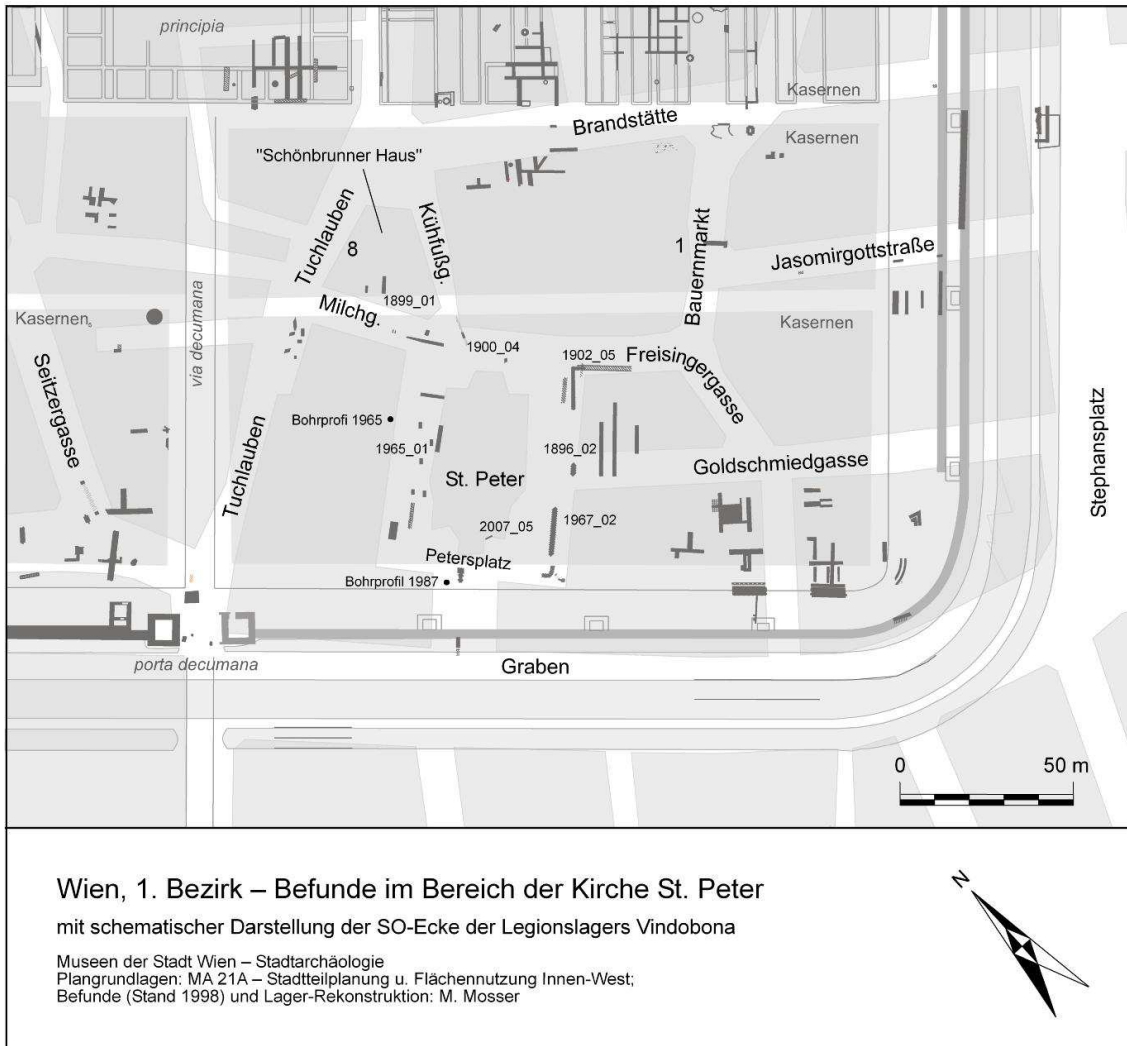 principia
Kasernen
Brandstätte
Kasernen
"Schönbrunner Haus"
Tuchlauben
8
Kühfußg.
1
Bauernmarkt
Jasomirgottstraße
via decumana
Milchg.
1899_01
Kasernen
Kasernen
1900_04
1902_05
Freisingergasse
Seitzergasse
Bohrprofi 1965
1965_01
1896_02
Goldschmiedgasse
Stephansplatz
Tuchlauben
St. Peter
2007_05
1967_02
Petersplatz
Bohrprofil 1987
porta decumana
Graben
0
50 m
Wien, 1. Bezirk – Befunde im Bereich der Kirche St. Peter
mit schematischer Darstellung der SO-Ecke der Legionslagers Vindobona
Museen der Stadt Wien – Stadtarchäologie
Plangrundlagen: MA 21A – Stadtteilplanung u. Flächennutzung Innen-West;
Befunde (Stand 1998) und Lager-Rekonstruktion: M. Mosser
N